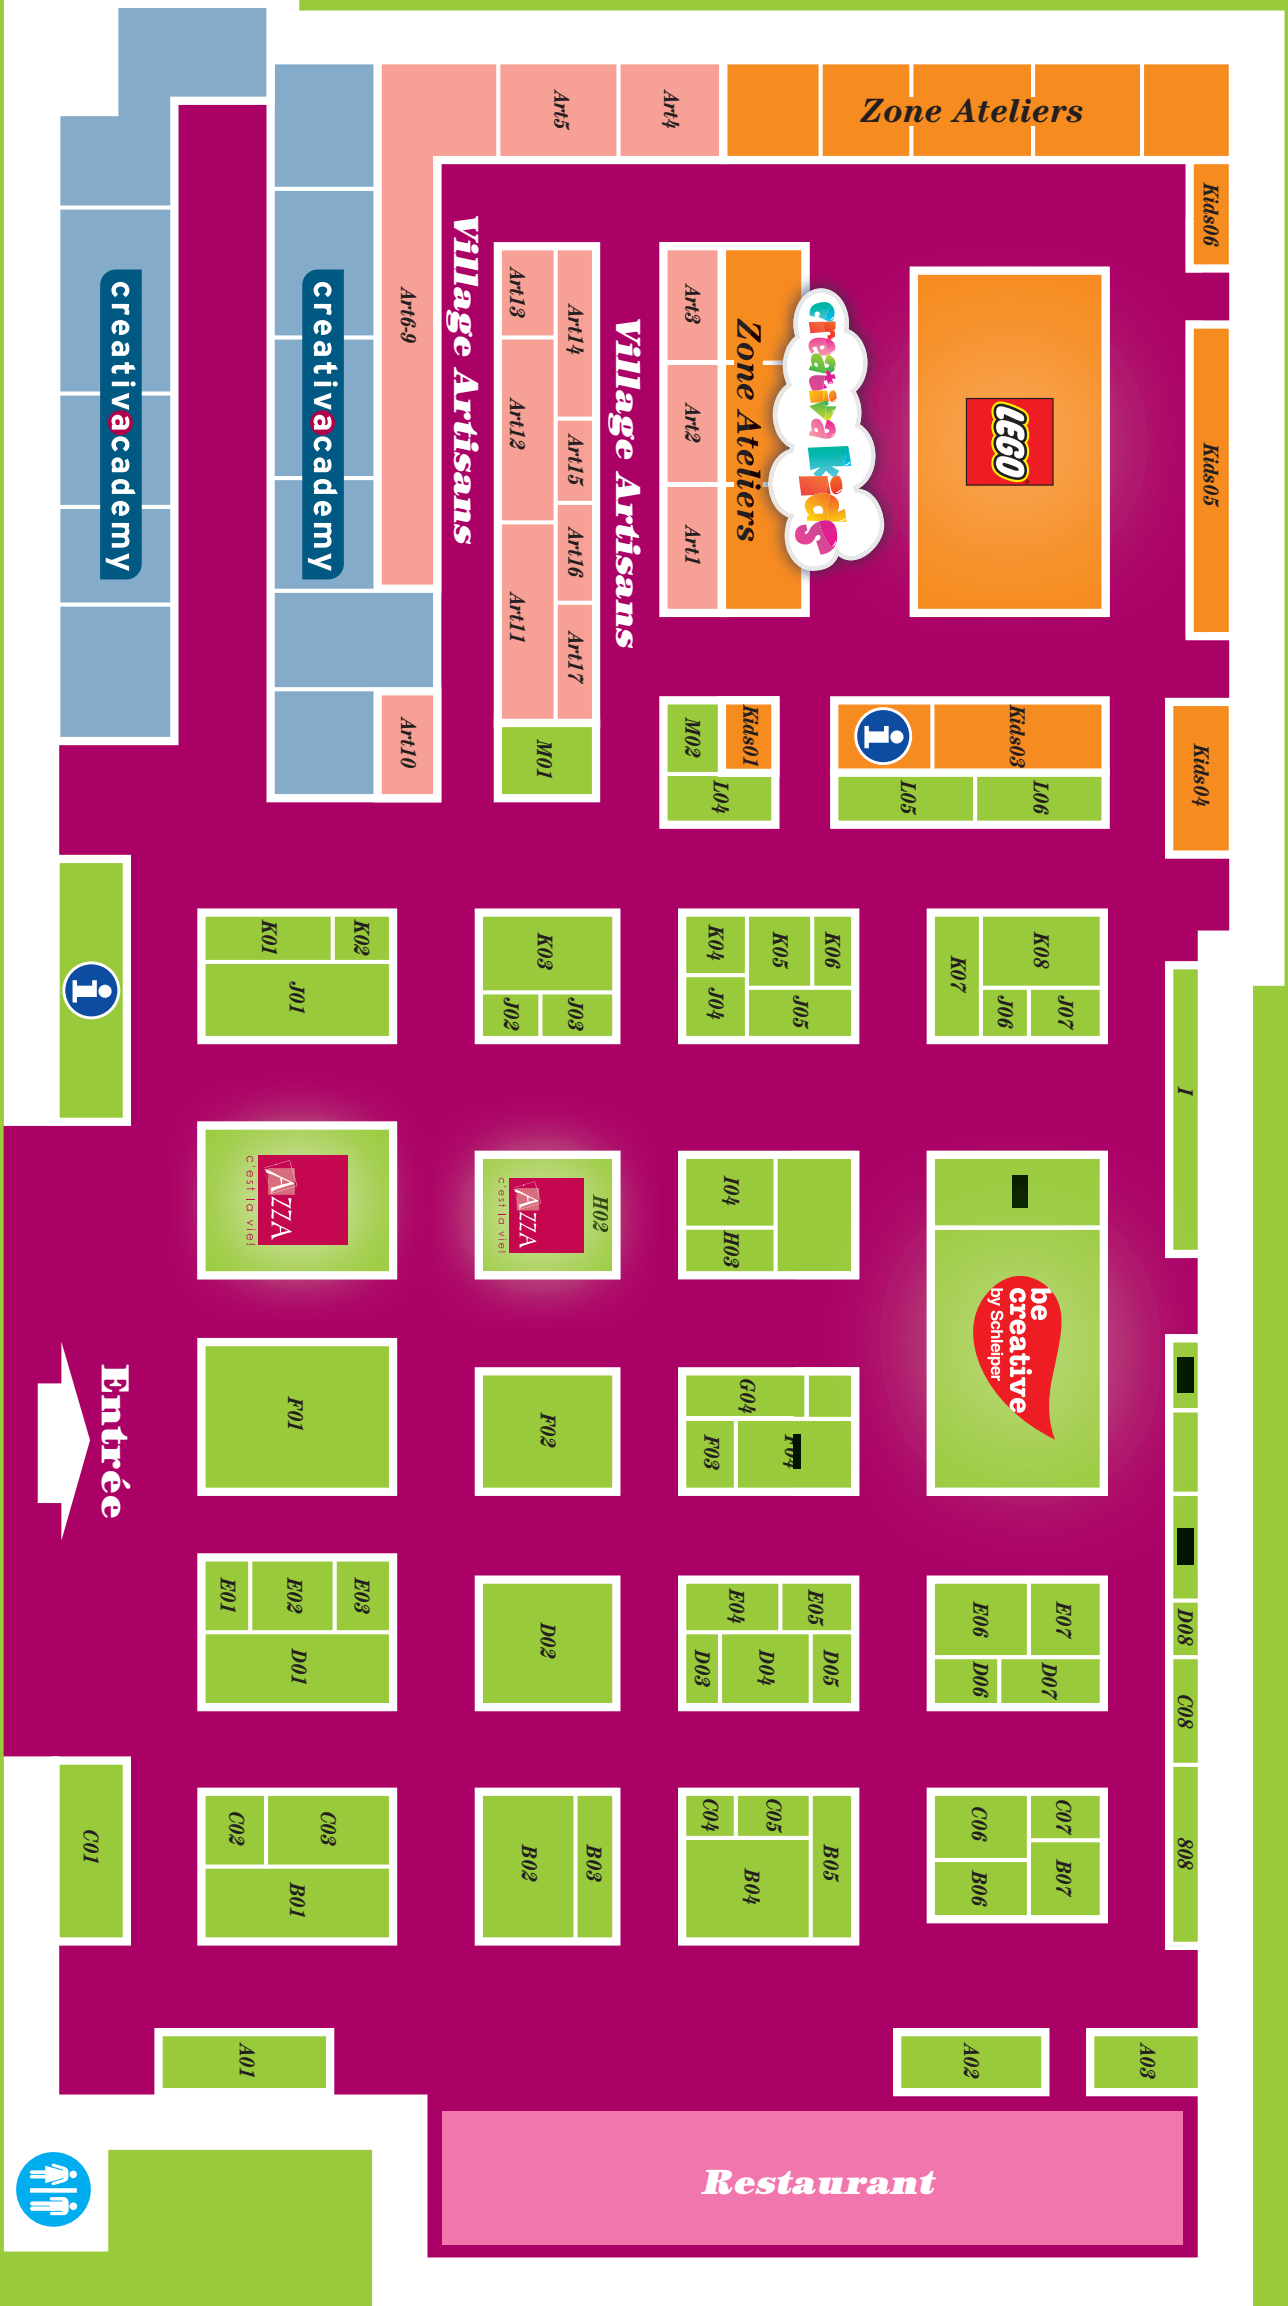 Zone Ateliers
Art5
Art4
Kids06
creativacademy
creativacademy
Art6-9
Village Artisans
Art13
Art14
Art12
Art15
Art16
Art11
Art17
Village Artisans
Art3
Art2
Art1
Zone Ateliers
creativa kids
LEGO
Kids05
Art10
M01
M02
Kids01
L04
Kids03
L05
L06
Kids04
K01
K02
J01
K03
J02
J03
K04
K05
K06
J04
J05
K07
K08
J06
J07
I
AZZA
c'est la vie!
AZZA
c'est la vie!
H02
I04
H03
be
creative
by Schleiper
Entrée
F01
F02
G04
F03
F04
E01
E02
E03
D01
D02
E04
E05
D03
D04
D05
E06
E07
D06
D07
D08
C08
808
C01
C02
C03
B01
B02
B03
C04
C05
B04
B05
C06
C07
B06
B07
A01
A02
A03
Restaurant